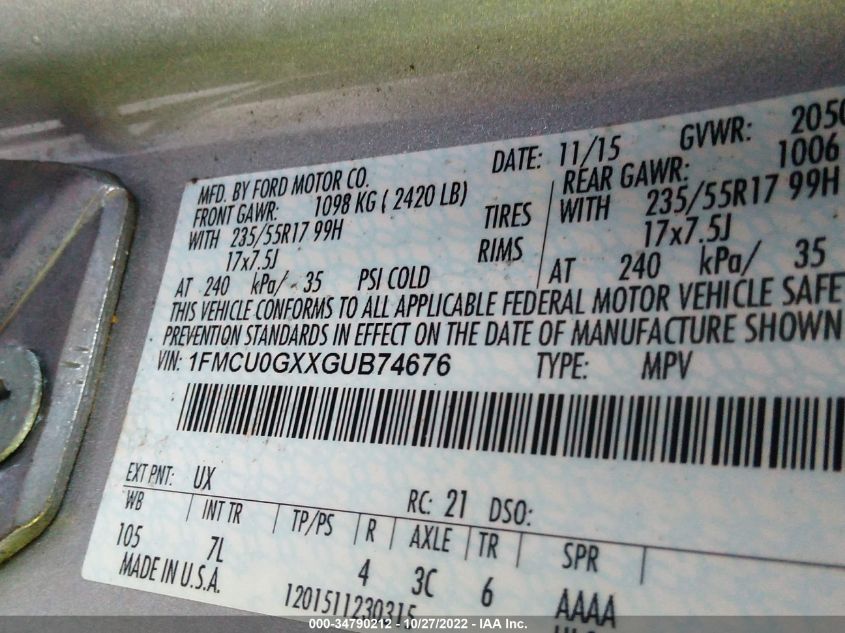 MFD. BY FORD MOTOR CO. DATE: 11/15 GVWR: 2050
FRONT GAWR: 1098 KG ( 2420 LB) REAR GAWR: 1006
WITH 235/55R17 99H TIRES WITH 235/55R17 99H
17x7.5J RIMS 17x7.5J
AT 240 kPa/ 35 PSI COLD AT 240 kPa/ 35
THIS VEHICLE CONFORMS TO ALL APPLICABLE FEDERAL MOTOR VEHICLE SAFE
PREVENTION STANDARDS IN EFFECT ON THE DATE OF MANUFACTURE SHOWN
VIN: 1FMCU0GXXGUB74676 TYPE: MPV
EXT PNT: UX RC: 21 DSO:
WB INT TR TP/PS R AXLE TR SPR
105 7L 4 3C 6 AAAA
MADE IN U.S.A. 1201511230315
000-34790212 - 10/27/2022 - IAA Inc.